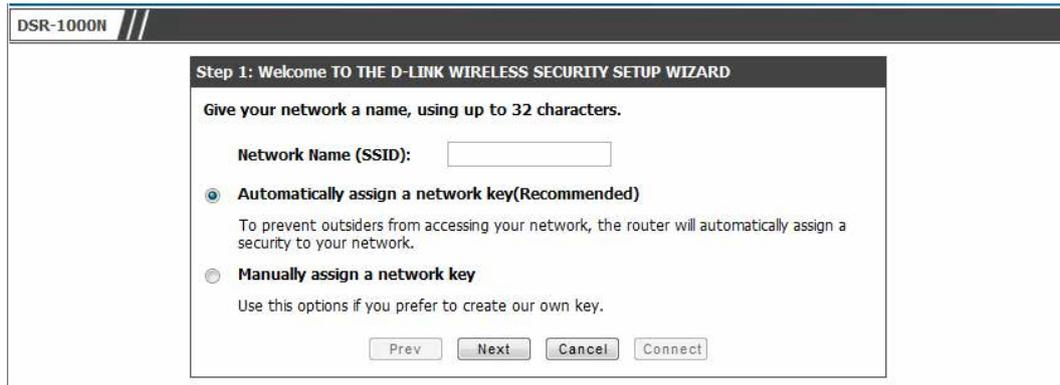 DSR-1000N
Step 1: Welcome TO THE D-LINK WIRELESS SECURITY SETUP WIZARD
Give your network a name, using up to 32 characters.
Network Name (SSID):
Automatically assign a network key(Recommended)
To prevent outsiders from accessing your network, the router will automatically assign a
security to your network.
Manually assign a network key
Use this options if you prefer to create our own key.
Prev Next Cancel Connect